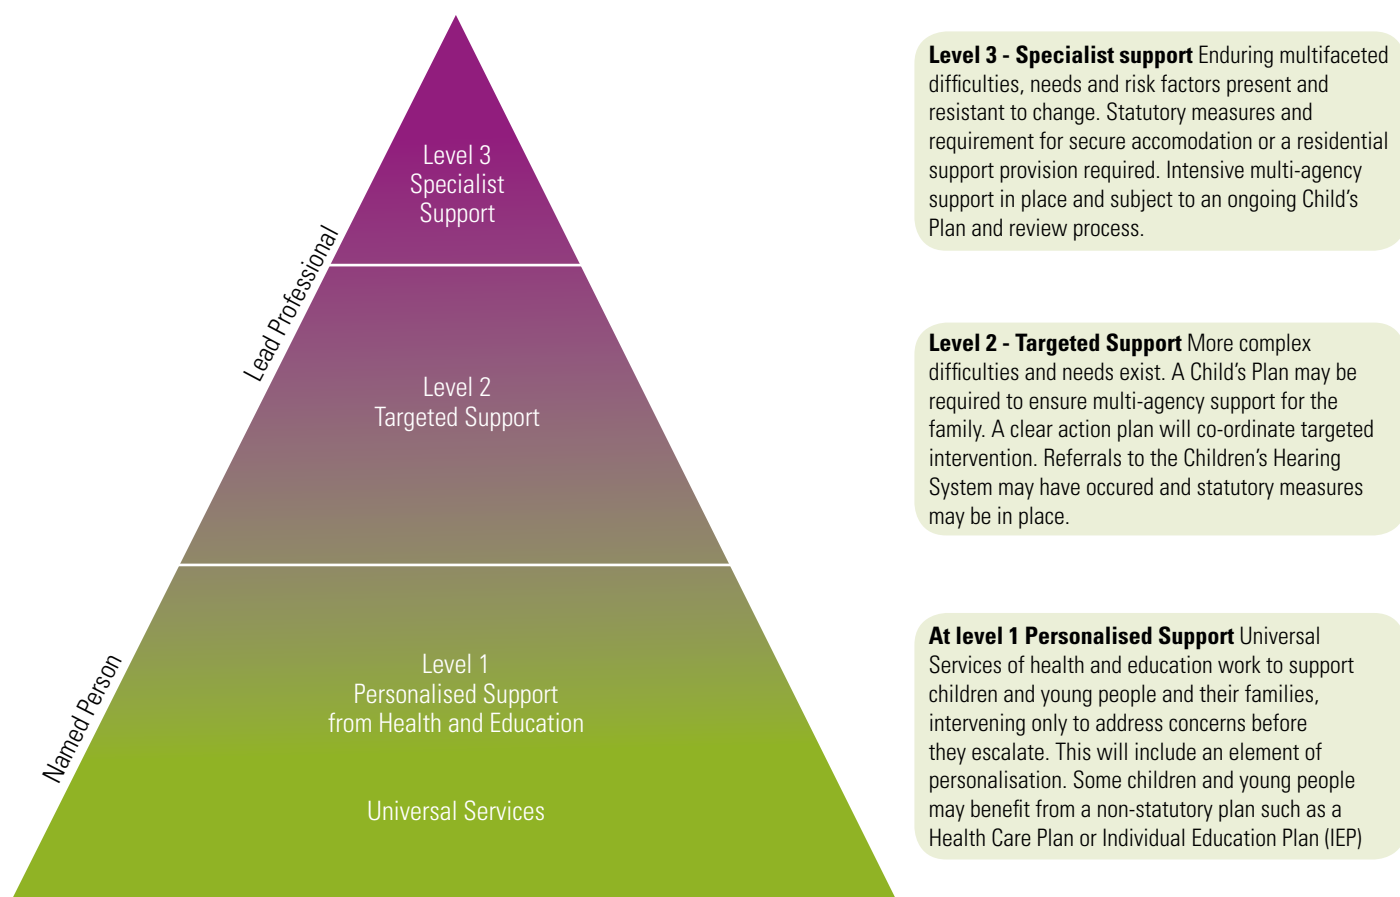 Level 3
Specialist
Support
Lead Professional
Level 2
Targeted Support
Named Person
Level 1
Personalised Support
from Health and Education
Universal Services
Level 3 - Specialist support Enduring multifaceted
difficulties, needs and risk factors present and
resistant to change. Statutory measures and
requirement for secure accomodation or a residential
support provision required. Intensive multi-agency
support in place and subject to an ongoing Child’s
Plan and review process.
Level 2 - Targeted Support More complex
difficulties and needs exist. A Child’s Plan may be
required to ensure multi-agency support for the
family. A clear action plan will co-ordinate targeted
intervention. Referrals to the Children’s Hearing
System may have occured and statutory measures
may be in place.
At level 1 Personalised Support Universal
Services of health and education work to support
children and young people and their families,
intervening only to address concerns before
they escalate. This will include an element of
personalisation. Some children and young people
may benefit from a non-statutory plan such as a
Health Care Plan or Individual Education Plan (IEP)